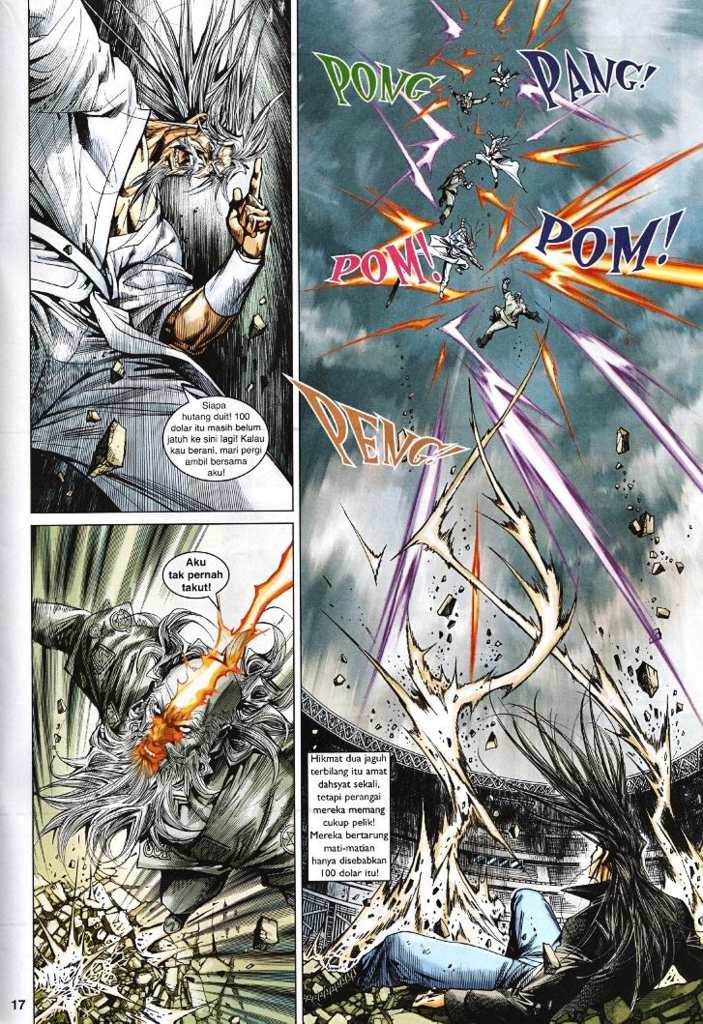 Siapa
hutang duit! 100
dolar itu masih belum
jatuh ke sini lagi! Kalau
kau berani, mari pergi
ambil bersama
aku!
Aku
tak pernah
takut!
PONG
PANG!
POM!
POM!
PENG!
Hikmat dua jaguh
terbilang itu amat
dahsyat sekali,
tetapi perangai
mereka memang
cukup pelik!
Mereka bertarung
mati-matian
hanya disebabkan
100 dolar itu!
17